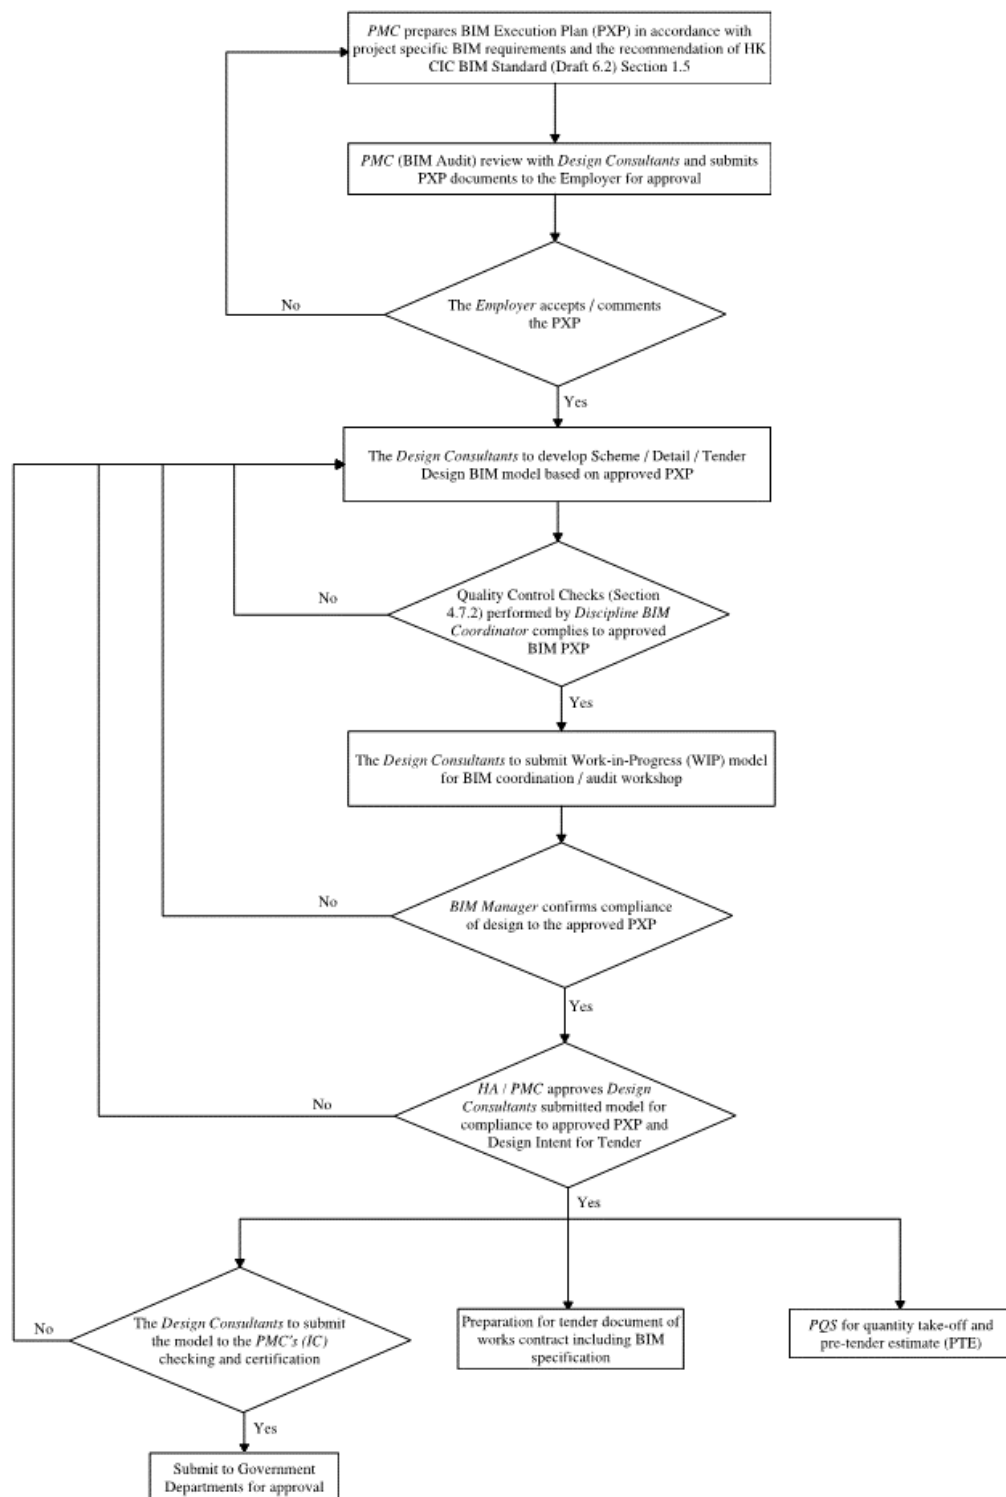 PMC prepares BIM Execution Plan (PXP) in accordance with
project specific BIM requirements and the recommendation of HK
CIC BIM Standard (Draft 6.2) Section 1.5
PMC (BIM Audit) review with Design Consultants and submits
PXP documents to the Employer for approval
No
The Employer accepts / comments
the PXP
Yes
The Design Consultants to develop Scheme / Detail / Tender
Design BIM model based on approved PXP
No
Quality Control Checks (Section
4.7.2) performed by Discipline BIM
Coordinator complies to approved
BIM PXP
Yes
The Design Consultants to submit Work-in-Progress (WIP) model
for BIM coordination / audit workshop
No
BIM Manager confirms compliance
of design to the approved PXP
Yes
No
HA / PMC approves Design
Consultants submitted model for
compliance to approved PXP and
Design Intent for Tender
Yes
No
The Design Consultants to submit
the model to the PMC's (IC)
checking and certification
Preparation for tender document of
works contract including BIM
specification
PQS for quantity take-off and
pre-tender estimate (PTE)
Yes
Submit to Government
Departments for approval